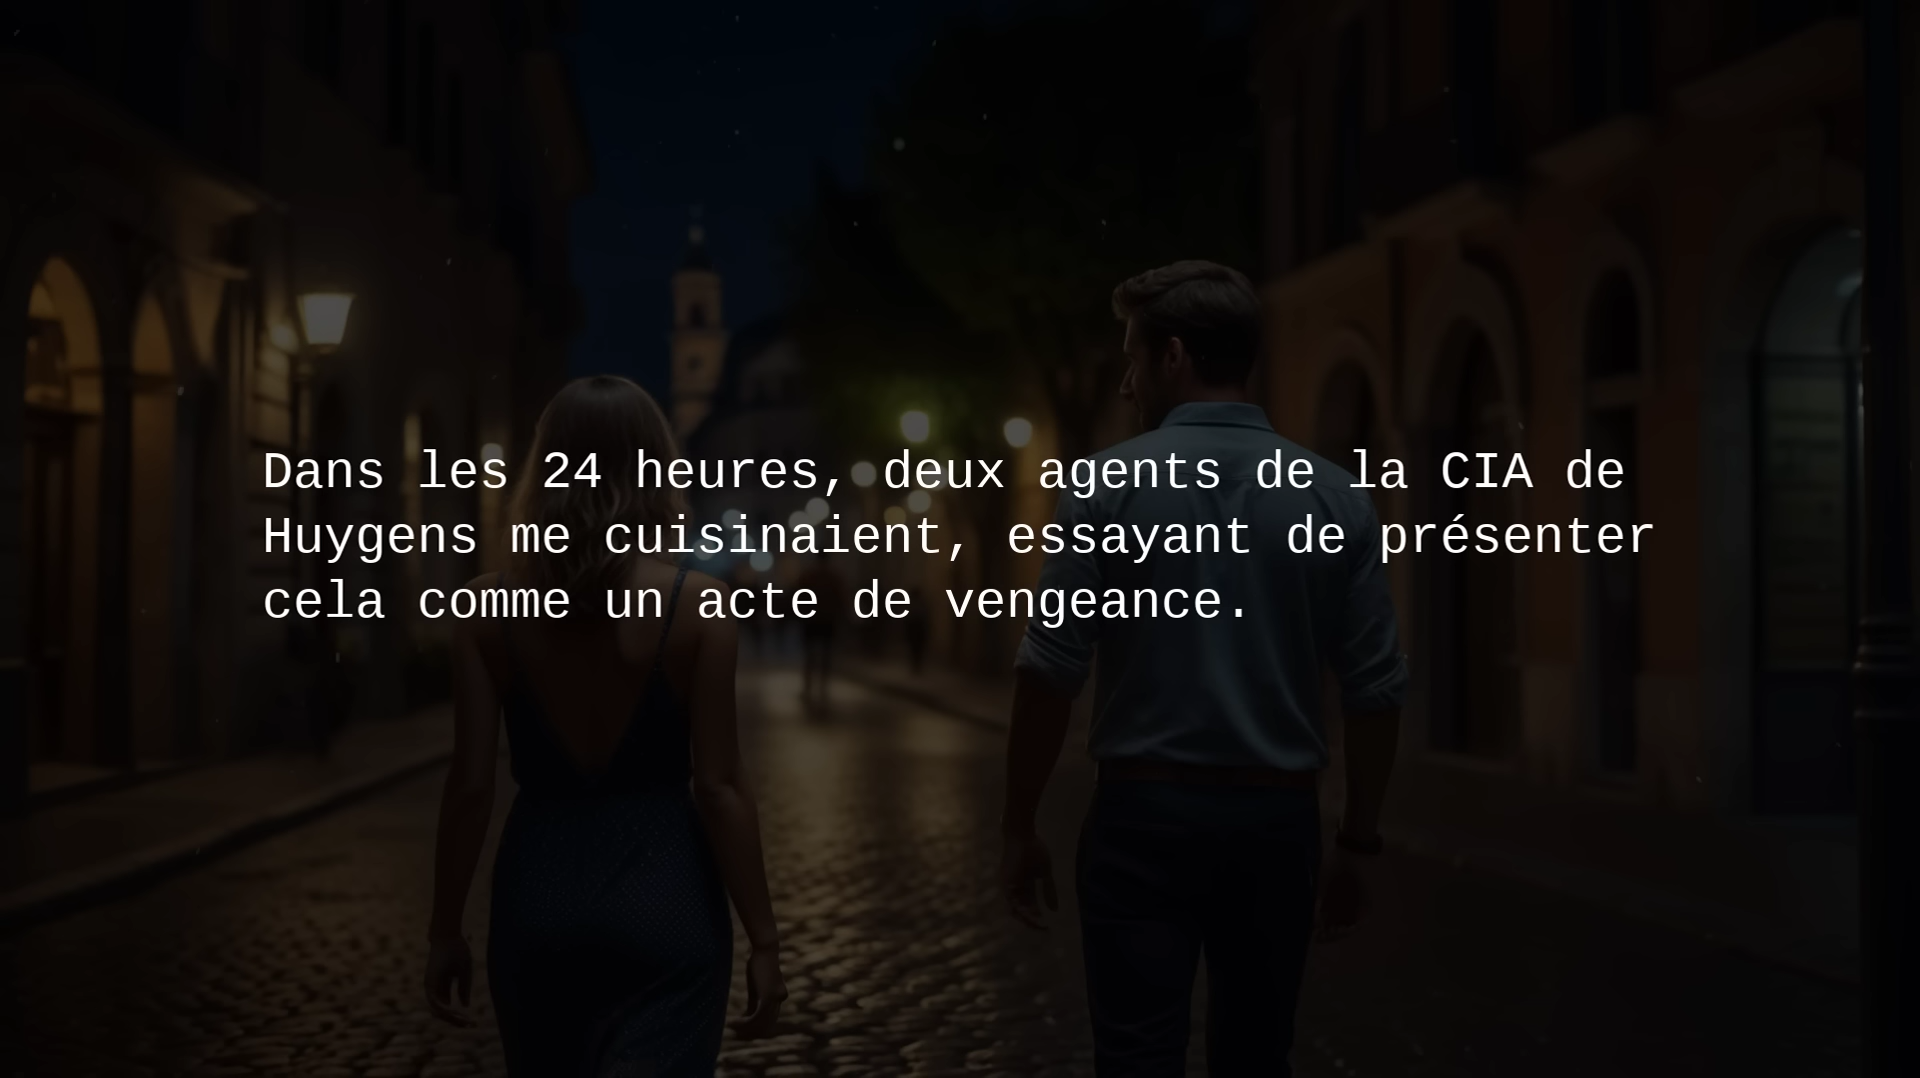 Dans les 24 heures, deux agents de la CIA de
Huygens me cuisinaient, essayant de présenter
cela comme un acte de vengeance.